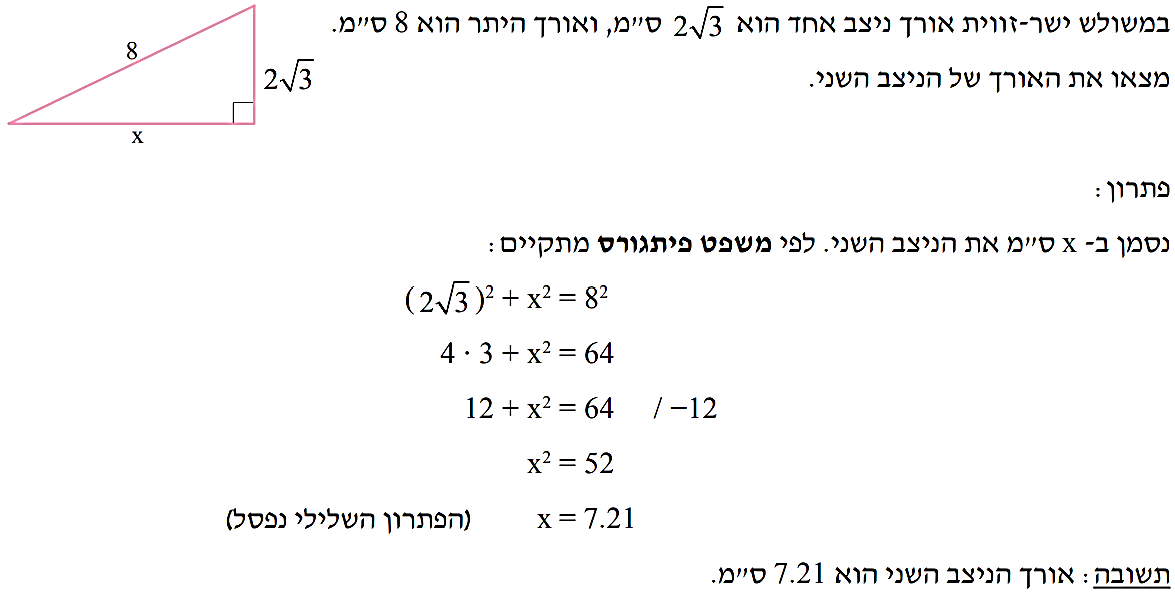 במשולש ישר-זווית אורך ניצב אחד הוא 2√3 ס״מ, ואורך היתר הוא 8 ס״מ.
מצאו את האורך של הניצב השני.
8
2√3
x
פתרון:
נסמן ב- x ס״מ את הניצב השני. לפי משפט פיתגורס מתקיים:
(2√3)² + x² = 8²
4 · 3 + x² = 64
12 + x² = 64 / −12
x² = 52
x = 7.21 (הפתרון השלילי נפסל)
תשובה: אורך הניצב השני הוא 7.21 ס״מ.